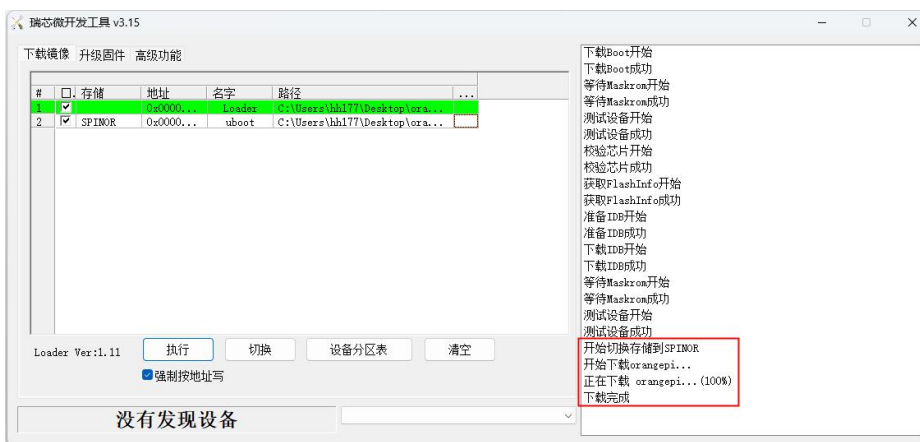 瑞芯微开发工具 v3.15
下载镜像 升级固件 高级功能
# 存储 地址 名字 路径 ...
1 0x0000... Loader C:\Users\hh177\Desktop\ora...
2 SPINOR 0x0000... uboot C:\Users\hh177\Desktop\ora...
Loader Ver:1.11 执行 切换 设备分区表 清空
强制按地址写
没有发现设备
下载Boot开始
下载Boot成功
等待Maskrom开始
等待Maskrom成功
测试设备开始
测试设备成功
校验芯片开始
校验芯片成功
获取FlashInfo开始
获取FlashInfo成功
准备IDB开始
准备IDB成功
下载IDB开始
下载IDB成功
等待Maskrom开始
等待Maskrom成功
测试设备开始
测试设备成功
开始切换存储到SPINOR
开始下载orangepi...
正在下载 orangepi...(100%)
下载完成